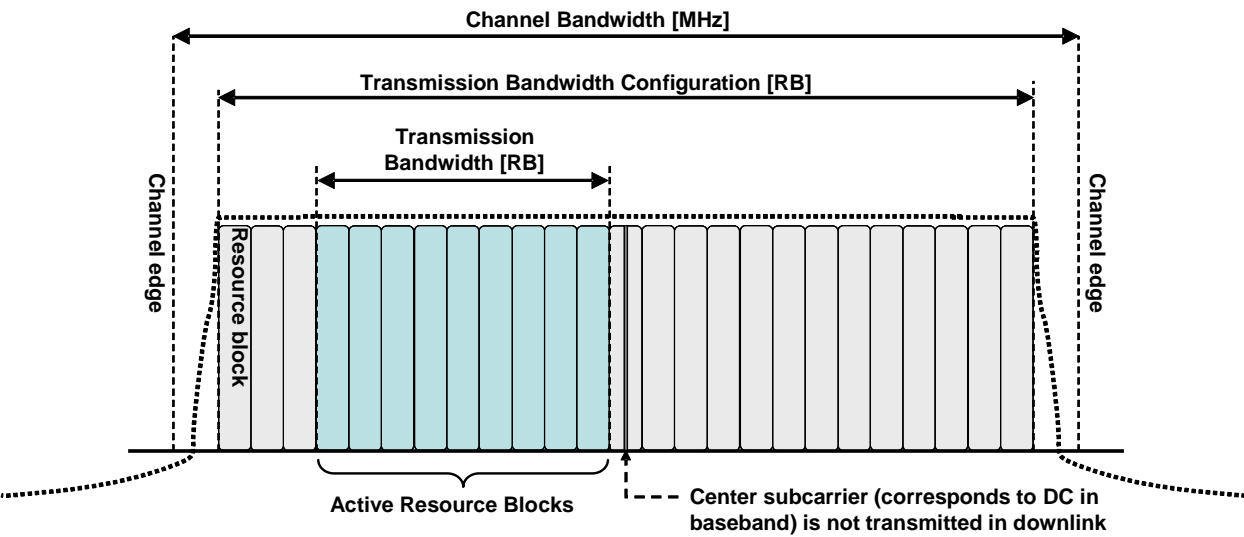 Channel Bandwidth [MHz]
Transmission Bandwidth Configuration [RB]
Transmission
Bandwidth [RB]
Channel edge
Channel edge
Resource block
Active Resource Blocks
Center subcarrier (corresponds to DC in
baseband) is not transmitted in downlink